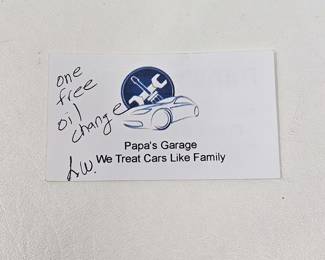 one
free
oil
change
L.W.
Papa's Garage
We Treat Cars Like Family